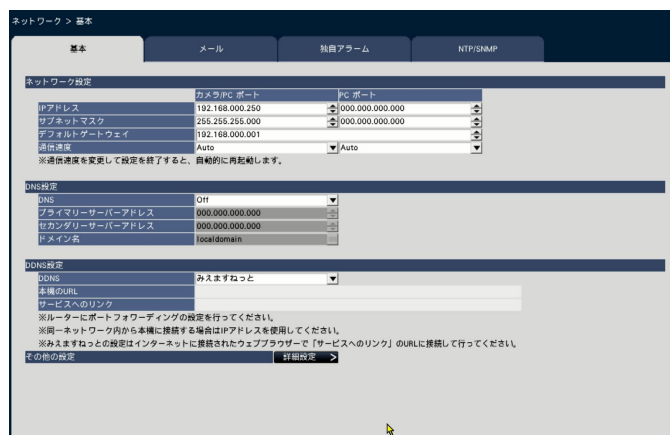 ネットワーク > 基本
基本 メール 独自アラーム NTP/SNMP
ネットワーク設定
カメラ/PC ポート PC ポート
IPアドレス 192.168.000.250 000.000.000.000
サブネットマスク 255.255.255.000 000.000.000.000
デフォルトゲートウェイ 192.168.000.001
通信速度 Auto Auto
※通信速度を変更して設定を終了すると、自動的に再起動します。
DNS設定
DNS Off
プライマリーサーバーアドレス 000.000.000.000
セカンダリーサーバーアドレス 000.000.000.000
ドメイン名 localdomain
DDNS設定
DDNS みえますねっと
本機のURL
サービスへのリンク
※ルーターにポートフォワーディングの設定を行ってください。
※同一ネットワーク内から本機に接続する場合はIPアドレスを使用してください。
※みえますねっとの設定はインターネットに接続されたウェブブラウザーで「サービスへのリンク」のURLに接続して行ってください。
その他の設定 詳細設定 >